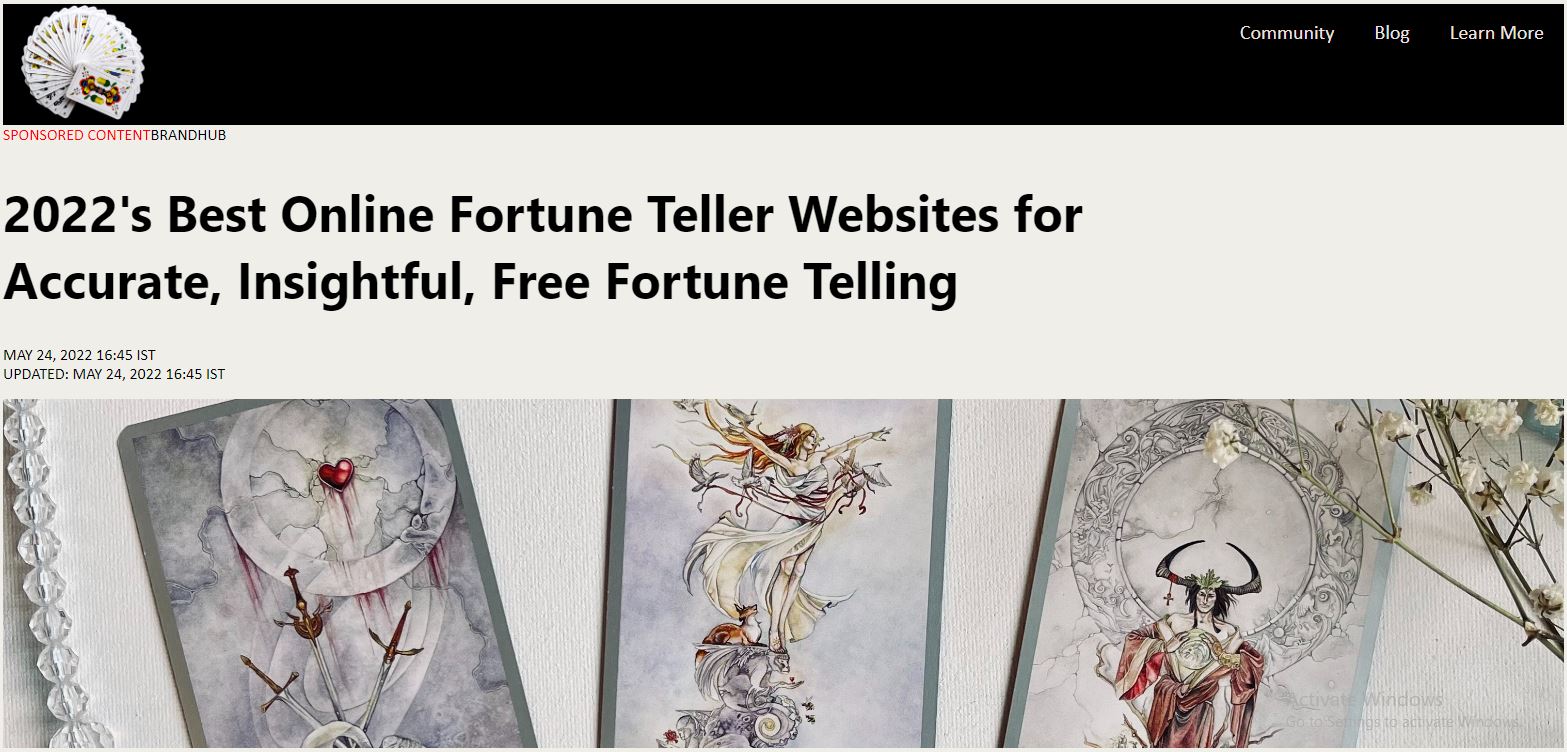 Community Blog Learn More
SPONSORED CONTENTBRANDHUB
2022's Best Online Fortune Teller Websites for
Accurate, Insightful, Free Fortune Telling
MAY 24, 2022 16:45 IST
UPDATED: MAY 24, 2022 16:45 IST
Activate Windows
Go to Settings to activate Windows.